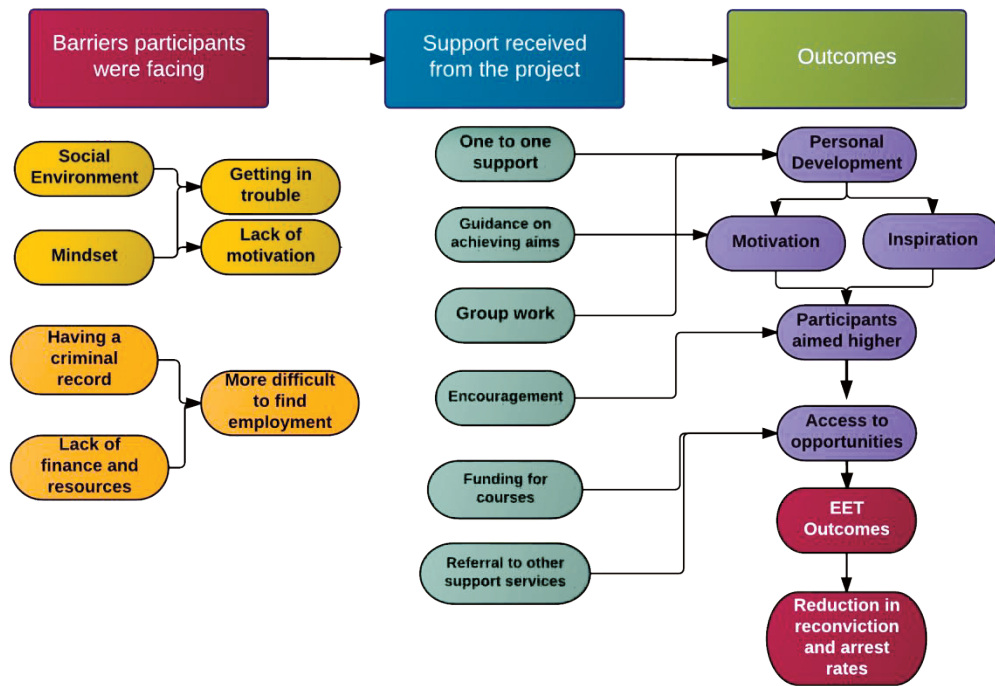 Barriers participants
were facing
Support received
from the project
Outcomes
Social
Environment
Getting in
trouble
Mindset
Lack of
motivation
Having a
criminal
record
More difficult
to find
employment
Lack of
finance and
resources
One to one
support
Guidance on
achieving aims
Group work
Encouragement
Funding for
courses
Referral to other
support services
Personal
Development
Motivation
Inspiration
Participants
aimed higher
Access to
opportunities
EET
Outcomes
Reduction in
reconviction
and arrest
rates